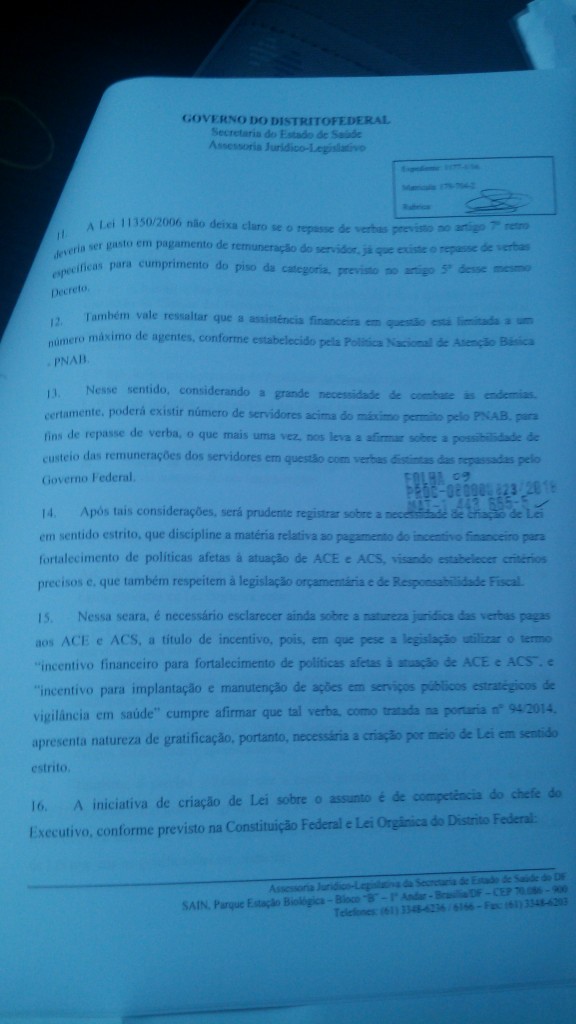 GOVERNO DO DISTRITOFEDERAL
Secretaria do Estado de Saúde
Assessoria Jurídico-Legislativo
Expediente
Matrícula
Rubrica
11. A Lei 11350/2006 não deixa claro se o repasse de verbas previsto no artigo 7º retro
deveria ser gasto em pagamento de remuneração do servidor, já que existe o repasse de verbas
específicas para cumprimento do piso da categoria, previsto no artigo 5º desse mesmo
Decreto.
12. Também vale ressaltar que a assistência financeira em questão está limitada a um
número máximo de agentes, conforme estabelecido pela Política Nacional de Atenção Básica
- PNAB.
13. Nesse sentido, considerando a grande necessidade de combate às endemias,
certamente, poderá existir número de servidores acima do máximo permito pelo PNAB, para
fins de repasse de verba, o que mais uma vez, nos leva a afirmar sobre a possibilidade de
custeio das remunerações dos servidores em questão com verbas distintas das repassadas pelo
Governo Federal.
FOLHA 09
14. Após tais considerações, será prudente registrar sobre a necessidade de criação de Lei
em sentido estrito, que discipline a matéria relativa ao pagamento do incentivo financeiro para
fortalecimento de políticas afetas à atuação de ACE e ACS, visando estabelecer critérios
precisos e, que também respeitem à legislação orçamentária e de Responsabilidade Fiscal.
15. Nessa seara, é necessário esclarecer ainda sobre a natureza jurídica das verbas pagas
aos ACE e ACS, a título de incentivo, pois, em que pese a legislação utilizar o termo
"incentivo financeiro para fortalecimento de políticas afetas à atuação de ACE e ACS", e
"incentivo para implantação e manutenção de ações em serviços públicos estratégicos de
vigilância em saúde" cumpre afirmar que tal verba, como tratada na portaria nº 94/2014,
apresenta natureza de gratificação, portanto, necessária a criação por meio de Lei em sentido
estrito.
16. A iniciativa de criação de Lei sobre o assunto é de competência do chefe do
Executivo, conforme previsto na Constituição Federal e Lei Orgânica do Distrito Federal:
Assessoria Jurídico-Legislativa da Secretaria de Estado de Saúde do DF
SAIN, Parque Estação Biológica – Bloco "B" – 1º Andar - Brasília/DF – CEP 70.086 – 900
Telefones: (61) 3348-6236 / 6166 – Fax: (61) 3348-6203